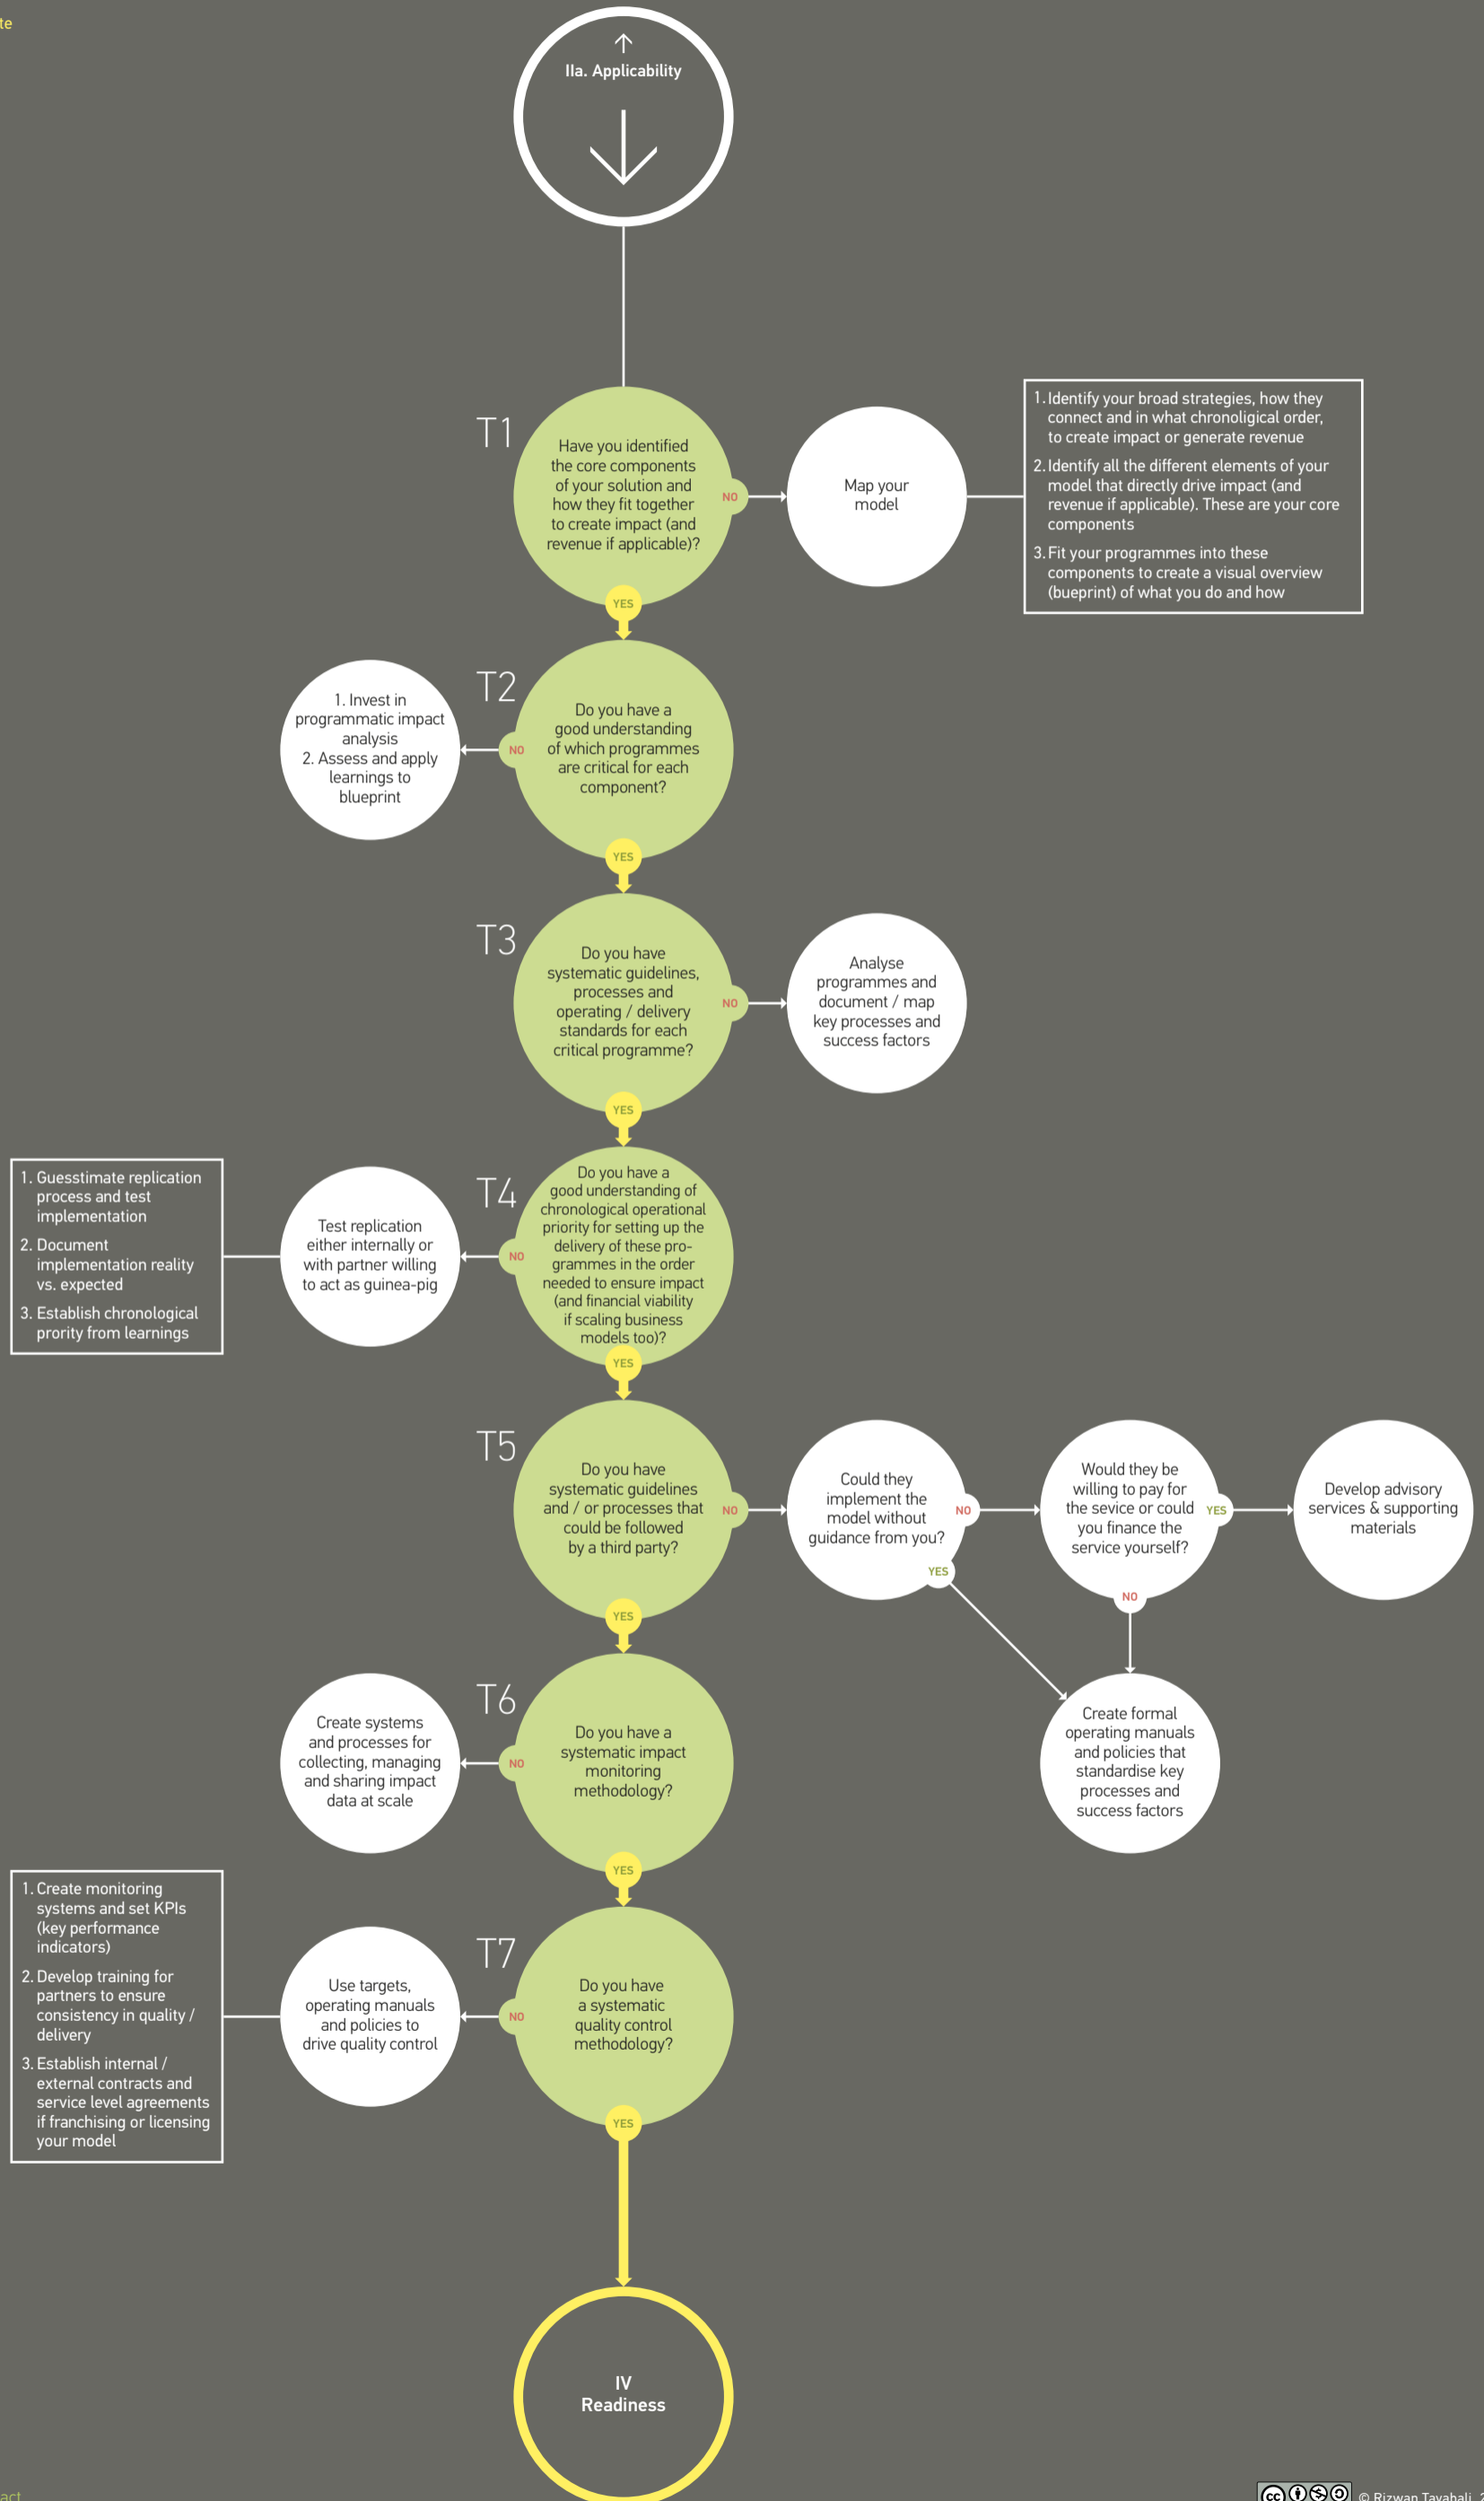 te
IIa. Applicability
T1
Have you identified
the core components
of your solution and
how they fit together
to create impact (and
revenue if applicable)?
NO
Map your
model
1. Identify your broad strategies, how they
connect and in what chronoligical order,
to create impact or generate revenue
2. Identify all the different elements of your
model that directly drive impact (and
revenue if applicable). These are your core
components
3. Fit your programmes into these
components to create a visual overview
(bueprint) of what you do and how
YES
1. Invest in
programmatic impact
analysis
2. Assess and apply
learnings to
blueprint
T2
NO
Do you have a
good understanding
of which programmes
are critical for each
component?
YES
T3
Do you have
systematic guidelines,
processes and
operating / delivery
standards for each
critical programme?
NO
Analyse
programmes and
document / map
key processes and
success factors
YES
1. Guesstimate replication
process and test
implementation
2. Document
implementation reality
vs. expected
3. Establish chronological
prority from learnings
Test replication
either internally or
with partner willing
to act as guinea-pig
T4
NO
Do you have a
good understanding of
chronological operational
priority for setting up the
delivery of these pro-
grammes in the order
needed to ensure impact
(and financial viability
if scaling business
models too)?
YES
T5
Do you have
systematic guidelines
and / or processes that
could be followed
by a third party?
NO
Could they
implement the
model without
guidance from you?
NO
YES
Would they be
willing to pay for
the sevice or could
you finance the
service yourself?
YES
NO
Develop advisory
services & supporting
materials
YES
Create systems
and processes for
collecting, managing
and sharing impact
data at scale
T6
NO
Do you have a
systematic impact
monitoring
methodology?
Create formal
operating manuals
and policies that
standardise key
processes and
success factors
YES
1. Create monitoring
systems and set KPIs
(key performance
indicators)
2. Develop training for
partners to ensure
consistency in quality /
delivery
3. Establish internal /
external contracts and
service level agreements
if franchising or licensing
your model
Use targets,
operating manuals
and policies to
drive quality control
T7
NO
Do you have
a systematic
quality control
methodology?
YES
IV
Readiness
act
cc
© Rizwan Tayabali